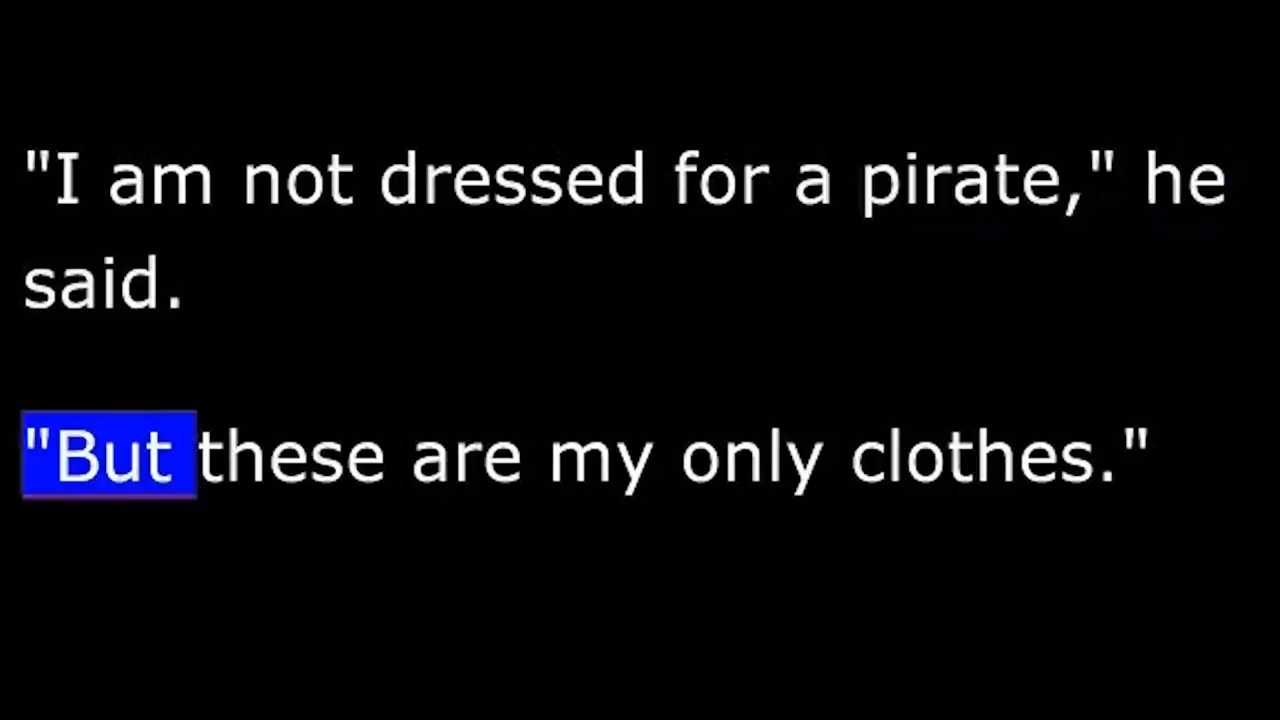 "I am not dressed for a pirate," he
said.
"But these are my only clothes."